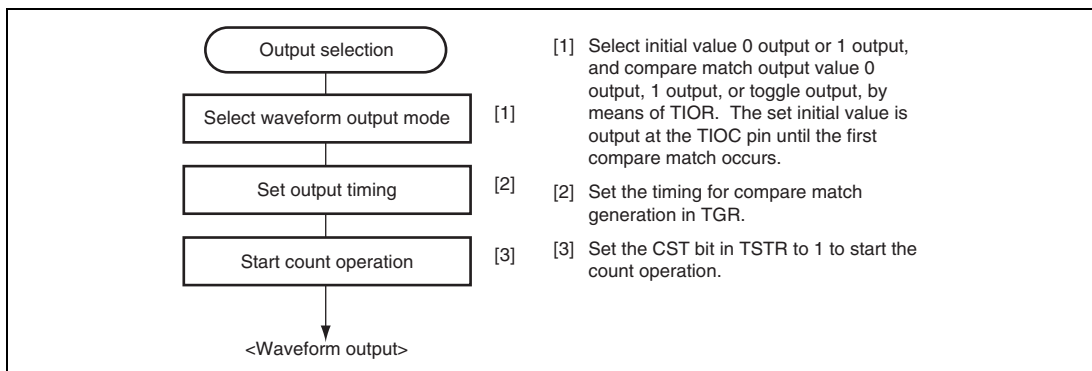 Output selection
Select waveform output mode
[1]
Set output timing
[2]
Start count operation
[3]
<Waveform output>
[1] Select initial value 0 output or 1 output,
and compare match output value 0
output, 1 output, or toggle output, by
means of TIOR. The set initial value is
output at the TIOC pin until the first
compare match occurs.
[2] Set the timing for compare match
generation in TGR.
[3] Set the CST bit in TSTR to 1 to start the
count operation.